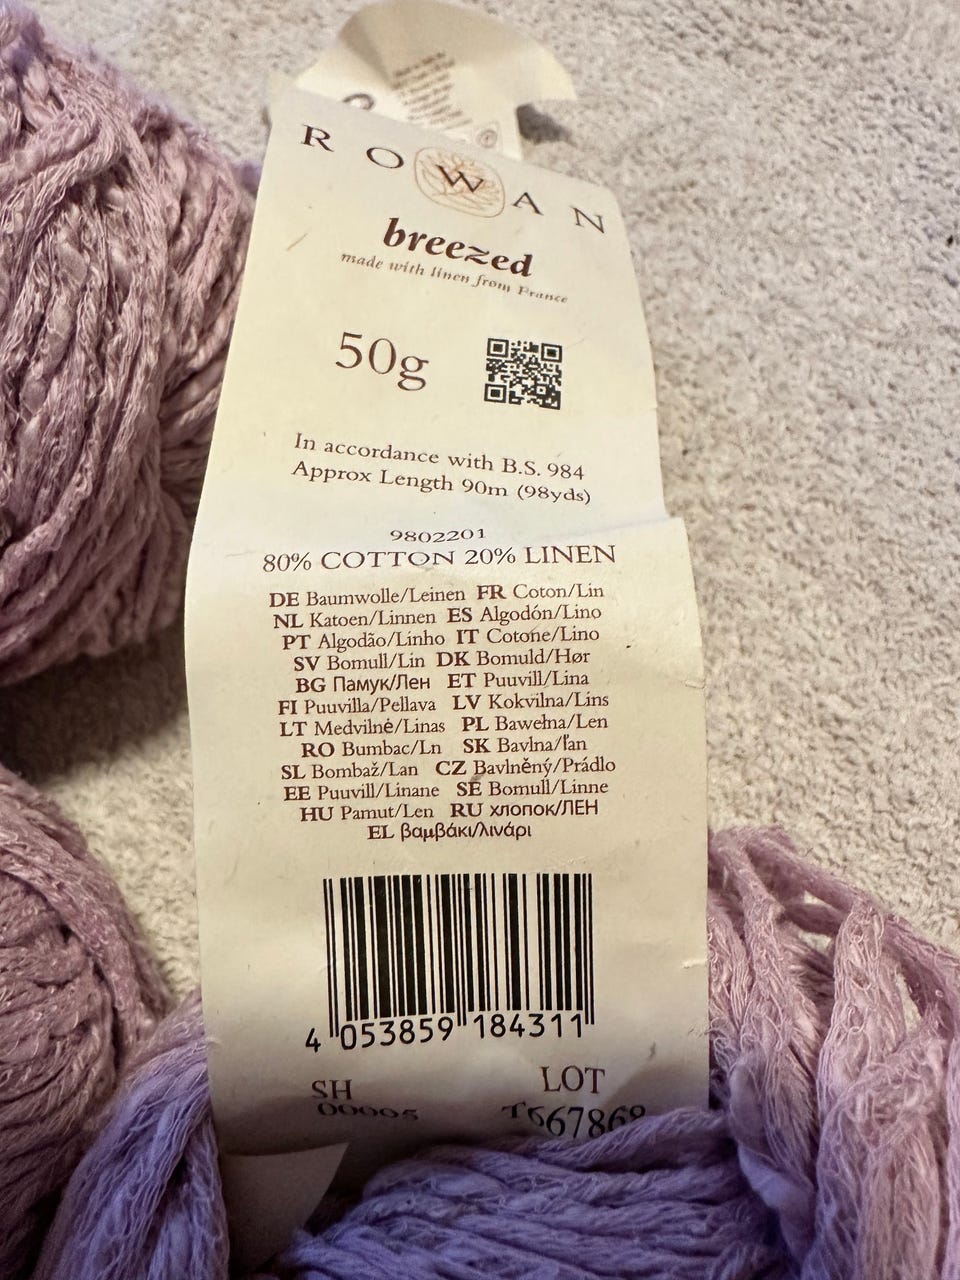 ROWAN
breezed
made with linen from France
50g
In accordance with B.S. 984
Approx Length 90m (98yds)
9802201
80% COTTON 20% LINEN
DE Baumwolle/Leinen FR Coton/Lin
NL Katoen/Linnen ES Algodón/Lino
PT Algodão/Linho IT Cotone/Lino
SV Bomull/Lin DK Bomuld/Hør
BG Памук/Лен ET Puuvill/Lina
FI Puuvilla/Pellava LV Kokvilna/Lins
LT Medvilnė/Linas PL Bawełna/Len
RO Bumbac/Ln SK Bavlna/ľan
SL Bombaž/Lan CZ Bavlněný/Prádlo
EE Puuvill/Linane SE Bomull/Linne
HU Pamut/Len RU хлопок/ЛЕН
EL βαμβάκι/λινάρι
4 053859 184311
SH LOT
00005 T667868